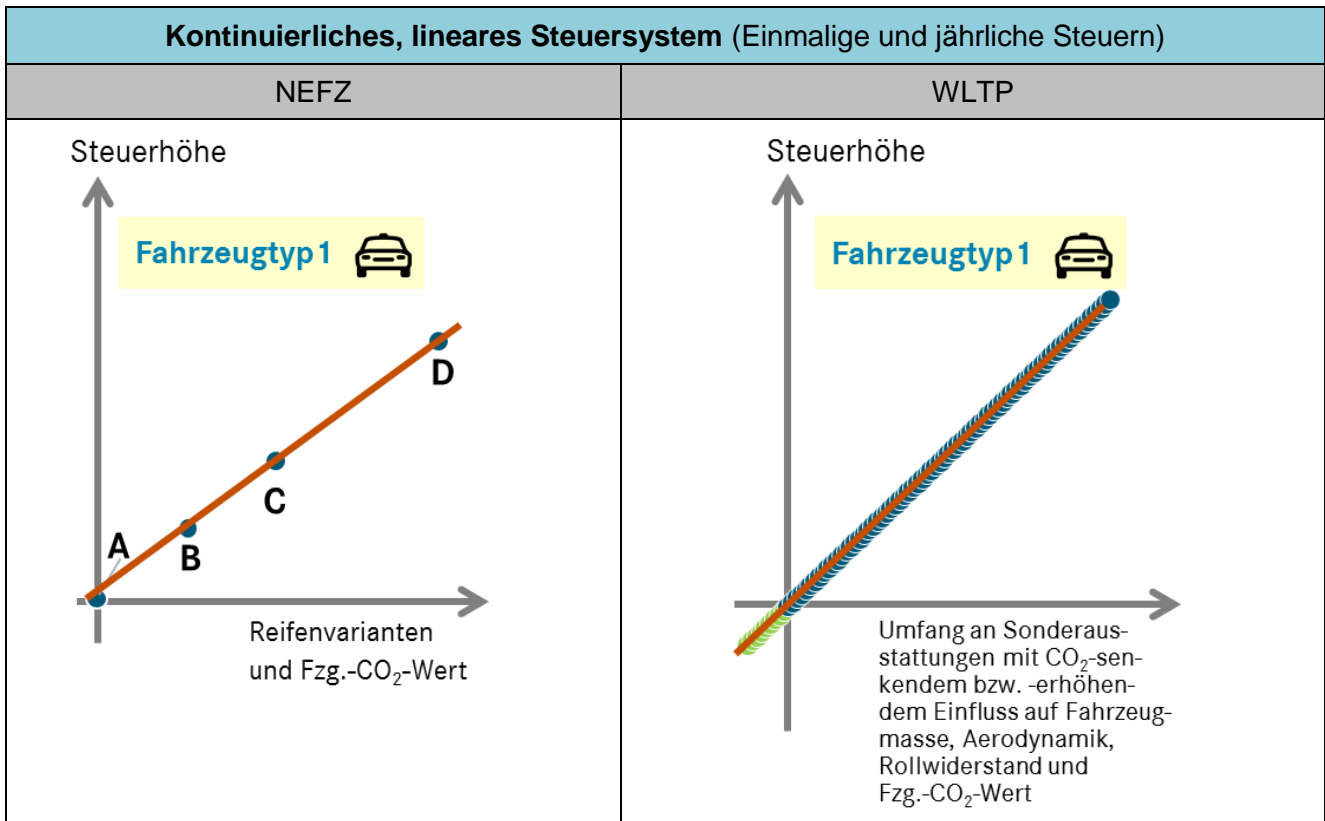 Kontinuierliches, lineares Steuersystem (Einmalige und jährliche Steuern)
NEFZ
WLTP
Steuerhöhe
Fahrzeugtyp 1
A
B
C
D
Reifenvarianten
und Fzg.-CO₂-Wert
Steuerhöhe
Fahrzeugtyp 1
Umfang an Sonderaus-
stattungen mit CO₂-sen-
kendem bzw. -erhöhen-
dem Einfluss auf Fahrzeug-
masse, Aerodynamik,
Rollwiderstand und
Fzg.-CO₂-Wert